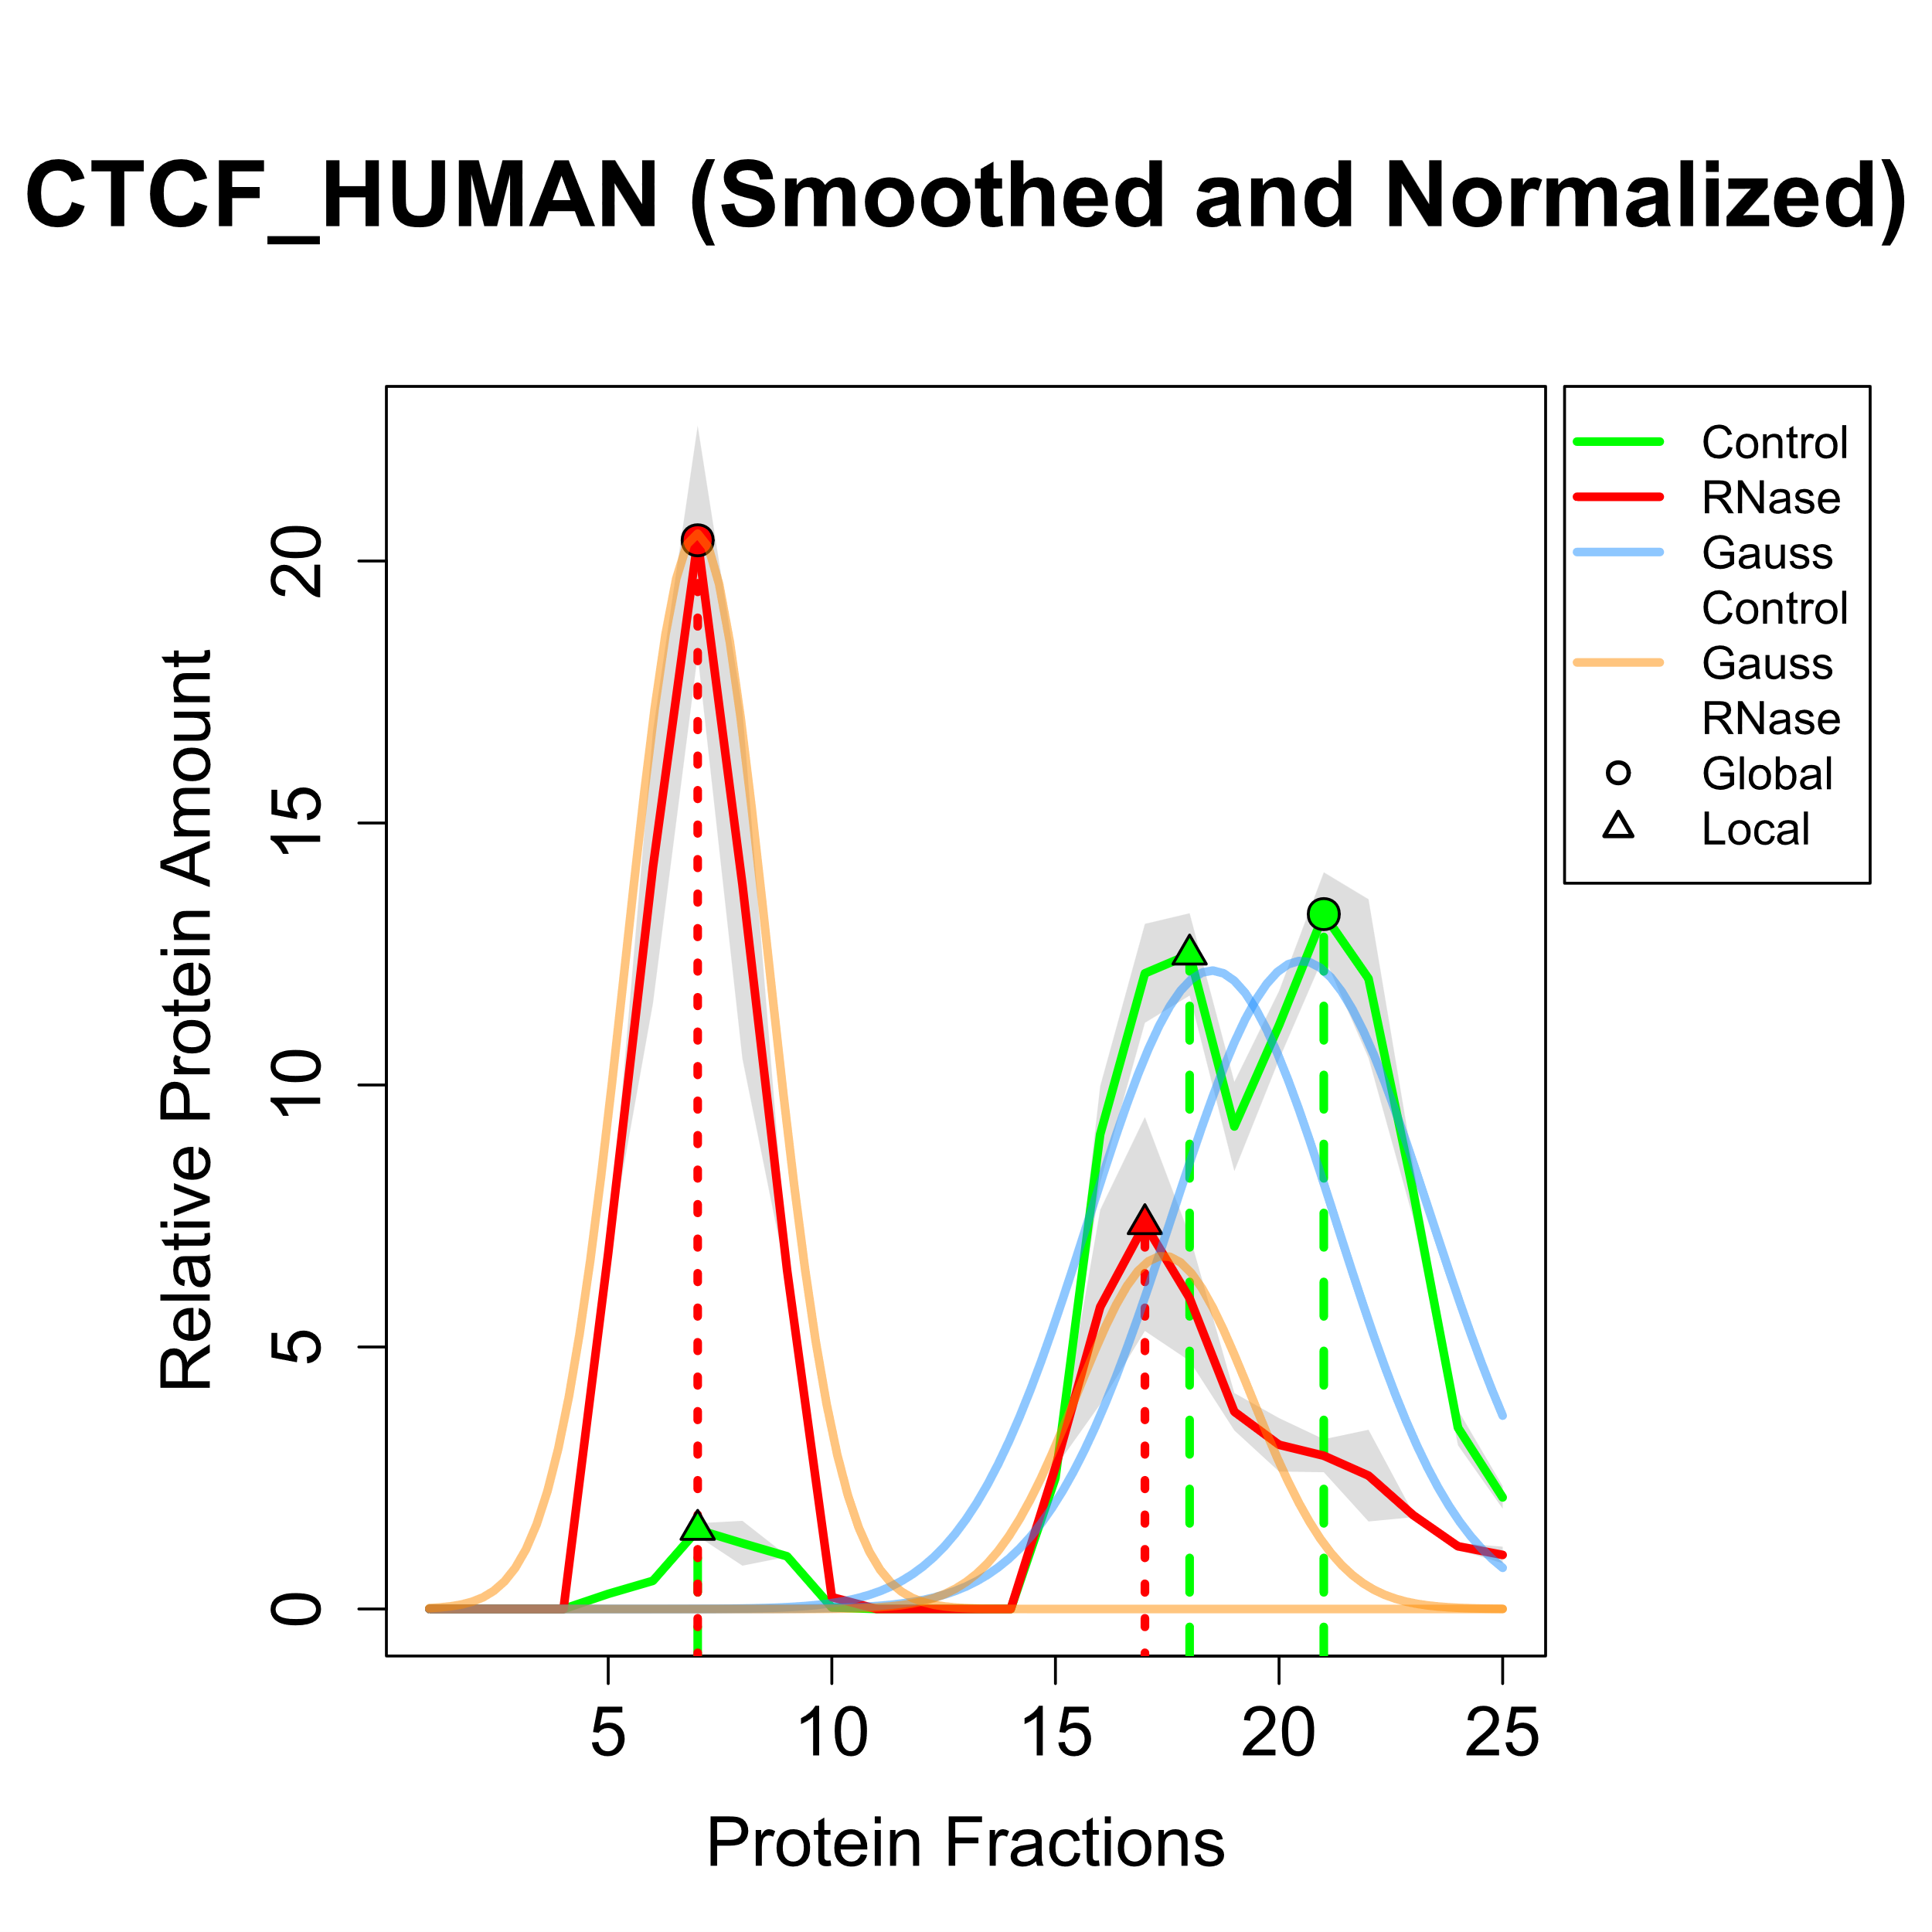 CTCF_HUMAN (Smoothed and Normalized)
Relative Protein Amount
20
15
10
5
0
5 10 15 20 25
Protein Fractions
Control
RNase
Gauss
Control
Gauss
RNase
Global
Local